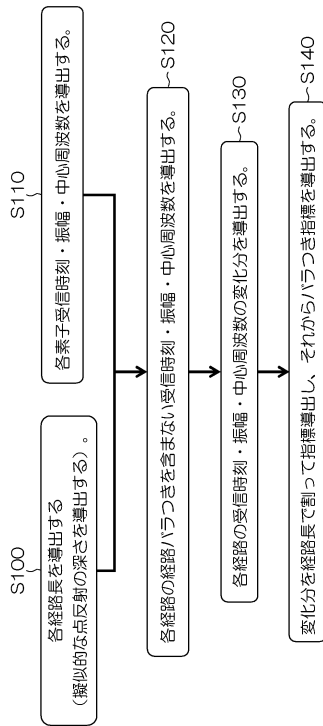 S100
各経路長を導出する
(擬似的な点反射の深さを導出する)。
S110
各素子受信時刻・振幅・中心周波数を導出する。
S120
各経路の経路バラつきを含まない受信時刻・振幅・中心周波数を導出する。
S130
各経路の受信時刻・振幅・中心周波数の変化分を導出する。
S140
変化分を経路長で割って指標導出し、それからバラつき指標を導出する。